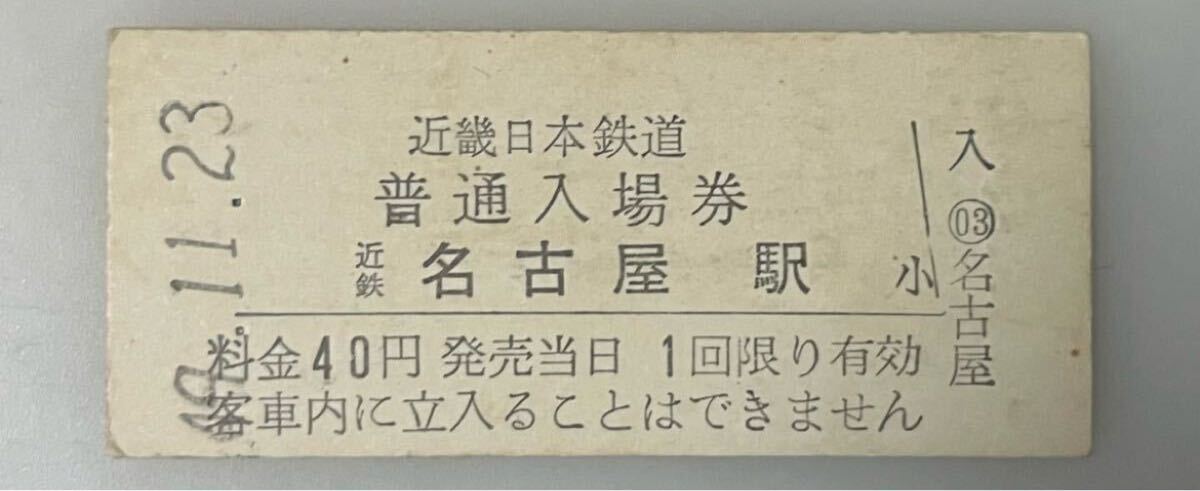 近畿日本鉄道
普通入場券
近鉄 名古屋駅 小
料金40円 発売当日 1回限り有効
客車内に立入ることはできません
入 03 名古屋
11.23